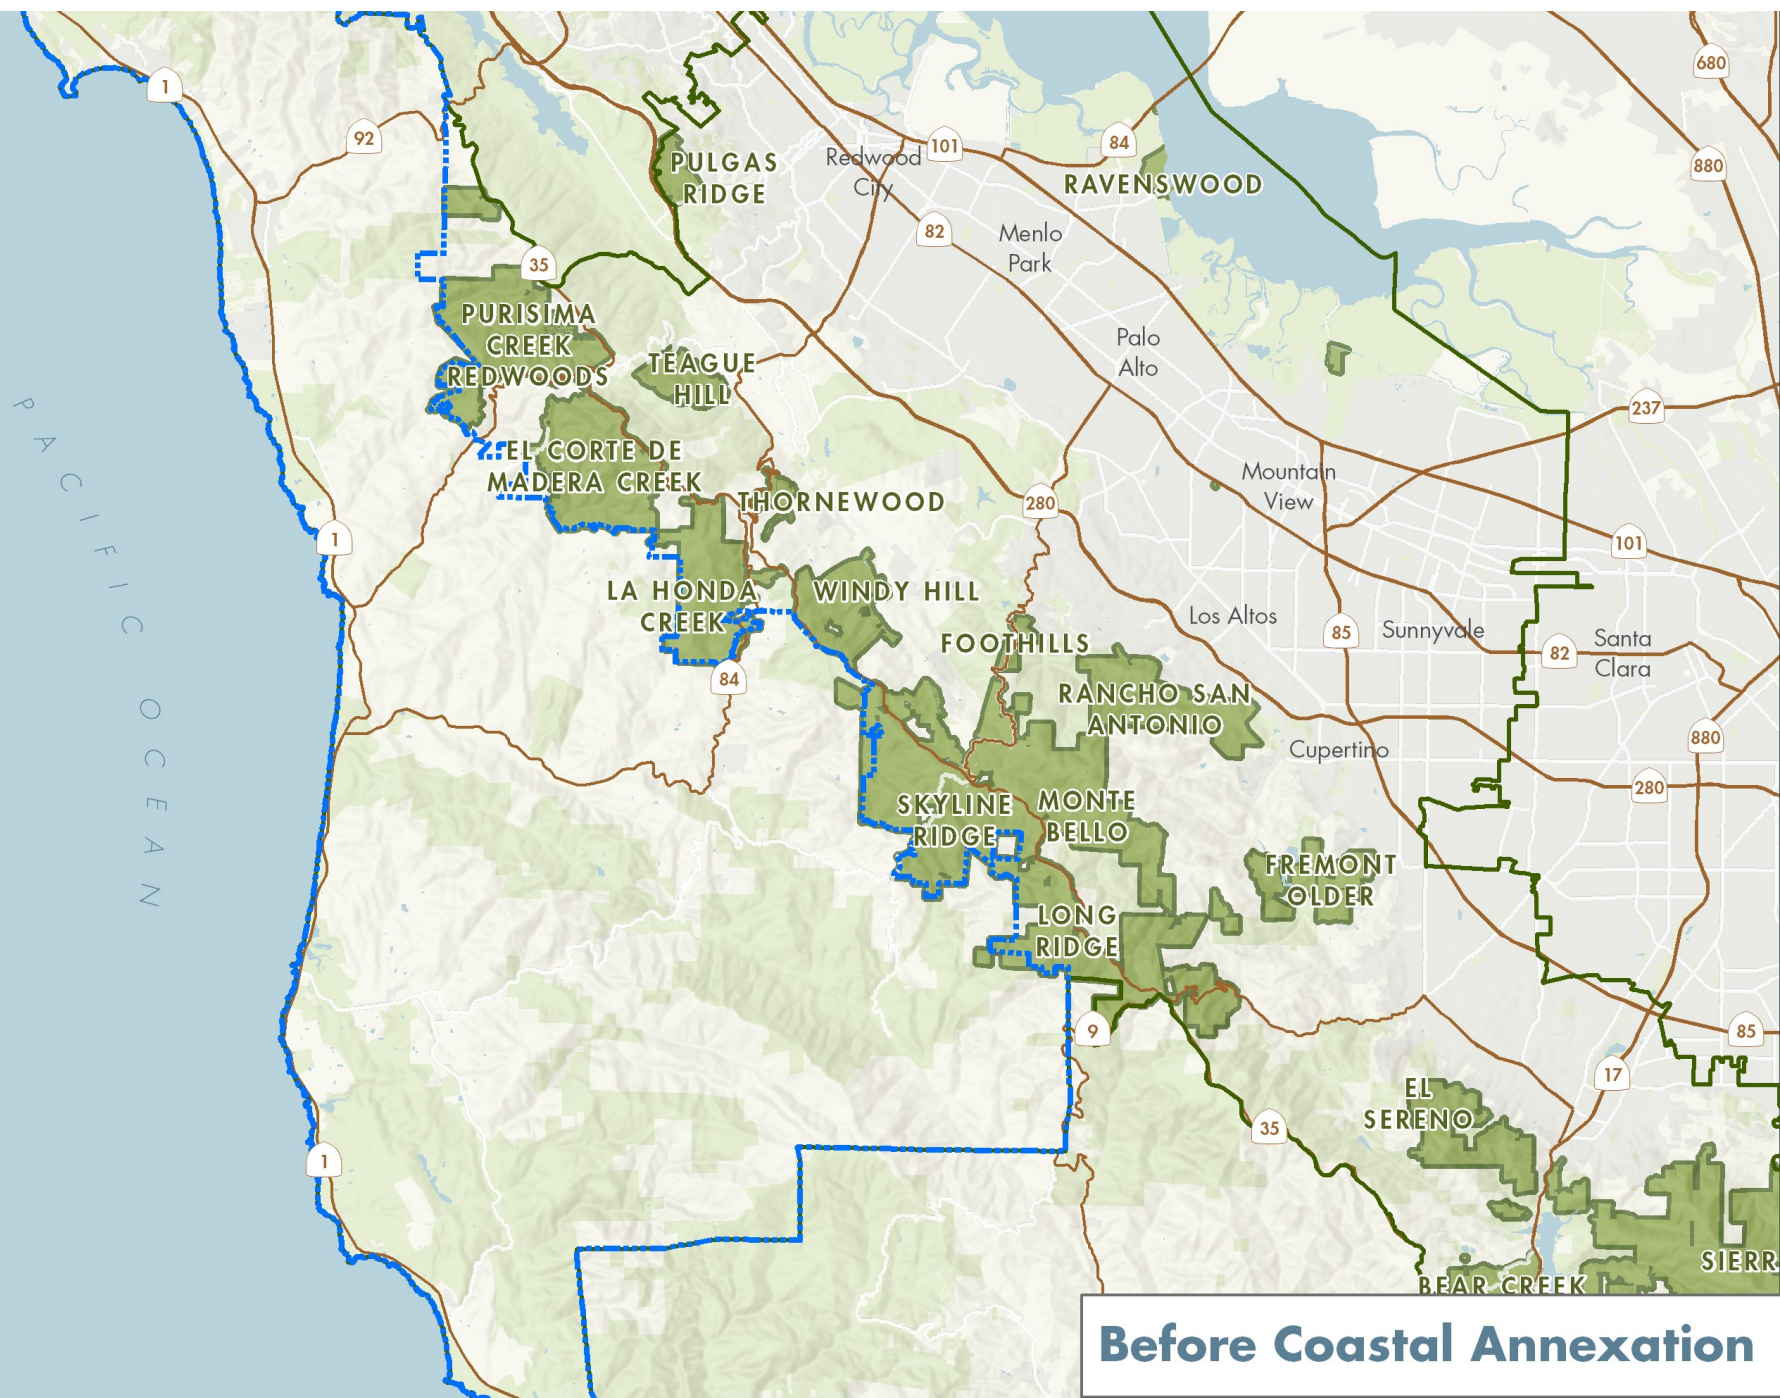 680
1
92
101
84
880
PULGAS
RIDGE
Redwood
City
RAVENSWOOD
82
Menlo
Park
35
PURISIMA
CREEK
REDWOODS
TEAGUE
HILL
Palo
Alto
237
EL CORTE DE
MADERA CREEK
THORNEWOOD
280
Mountain
View
PACIFIC OCEAN
1
101
LA HONDA
CREEK
WINDY HILL
FOOTHILLS
Los Altos
85
Sunnyvale
82
Santa
Clara
84
RANCHO SAN
ANTONIO
Cupertino
880
280
SKYLINE
RIDGE
MONTE
BELLO
FREMONT
OLDER
LONG
RIDGE
9
85
17
EL
SERENO
35
1
SIERR
BEAR CREEK
Before Coastal Annexation